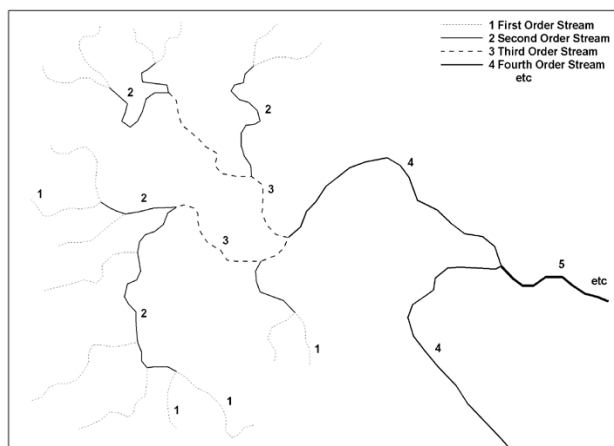 1 First Order Stream
2 Second Order Stream
3 Third Order Stream
4 Fourth Order Stream
etc
2
2
4
1
2
3
3
5
etc
2
1
4
1
1